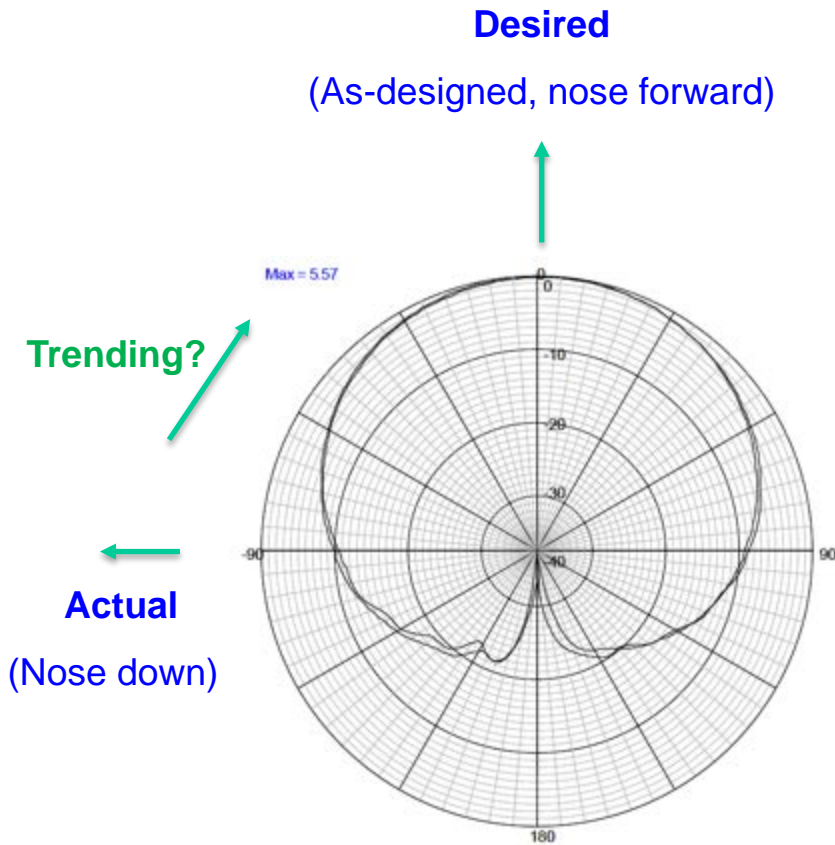 Desired
(As-designed, nose forward)
Max = 5.57
0
0
Trending?
-10
-20
-30
-90
-40
90
Actual
(Nose down)
180